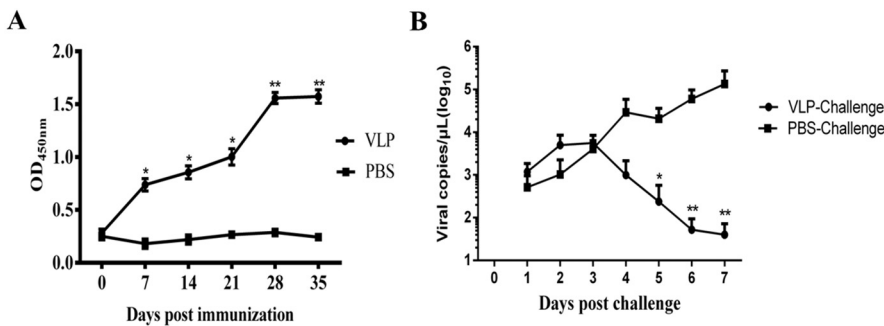 A
2.0
1.5
1.0
0.5
0.0
OD450nm
0 7 14 21 28 35
Days post immunization
* * * ** **
VLP
PBS
B
6
5
4
3
2
1
Viral copies/μL(log10)
0 1 2 3 4 5 6 7
Days post challenge
* ** **
VLP-Challenge
PBS-Challenge